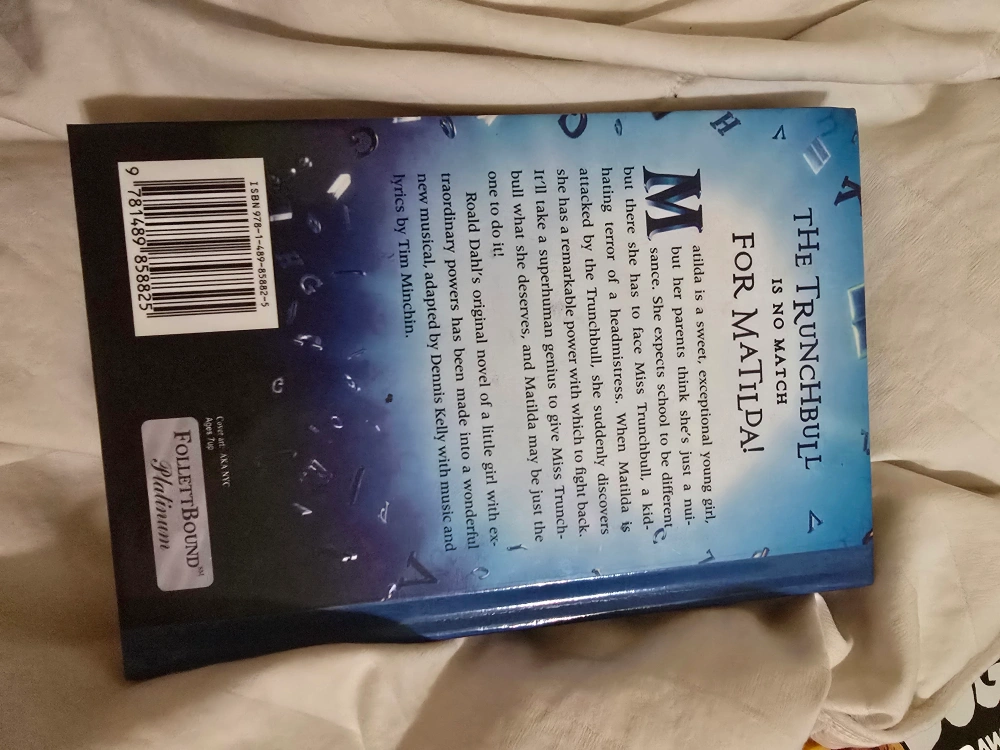 THE TRUNCHBULL
IS NO MATCH
FOR MATILDA!
Matilda is a sweet, exceptional young girl,
but her parents think she's just a nui-
sance. She expects school to be different,
but there she has to face Miss Trunchbull, a kid-
hating terror of a headmistress. When Matilda is
attacked by the Trunchbull, she suddenly discovers
she has a remarkable power with which to fight back.
It'll take a superhuman genius to give Miss Trunch-
bull what she deserves, and Matilda may be just the
one to do it!
Roald Dahl's original novel of a little girl with ex-
traordinary powers has been made into a wonderful
new musical, adapted by Dennis Kelly with music and
lyrics by Tim Minchin.
ISBN 978-1-489-85882-5
9 781489 858825
Cover art: AKA NYC
Ages 7 up
FOLLETTBOUND℠
Platinum